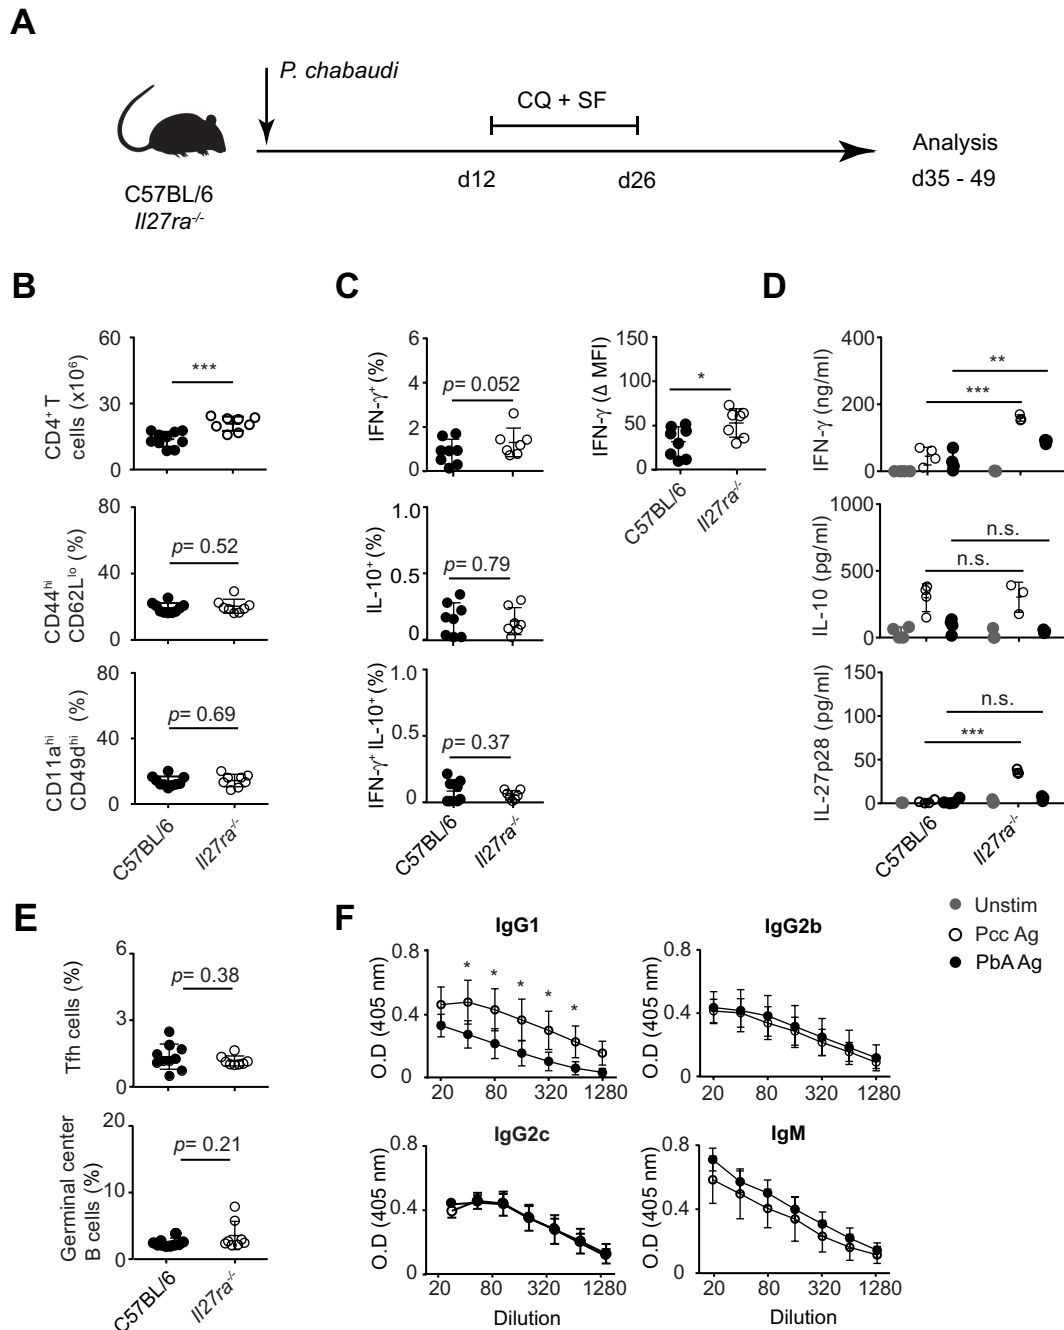 A
P. chabaudi
CQ + SF
d12
d26
Analysis
d35 - 49
C57BL/6
Il27ra-/-
B
CD4+ T
cells (x10⁶)
60
30
0
***
CD44hi
CD62Llo (%)
80
40
0
p= 0.52
CD11ahi
CD49dhi (%)
80
40
0
p= 0.69
C57BL/6
Il27ra-/-
C
IFN-γ+ (%)
6
4
2
0
p= 0.052
IFN-γ (Δ MFI)
150
100
50
0
*
C57BL/6
Il27ra-/-
IL-10+ (%)
1.0
0.5
0
p= 0.79
IFN-γ+ IL-10+ (%)
1.0
0.5
0
p= 0.37
C57BL/6
Il27ra-/-
D
IFN-γ (ng/ml)
400
200
0
**
***
IL-10 (pg/ml)
1000
500
0
n.s.
n.s.
IL-27p28 (pg/ml)
150
100
50
0
n.s.
***
C57BL/6
Il27ra-/-
Unstim
Pcc Ag
PbA Ag
E
Tfh cells (%)
6
3
0
p= 0.38
Germinal center
B cells (%)
20
10
0
p= 0.21
C57BL/6
Il27ra-/-
F
IgG1
O.D (405 nm)
0.8
0.4
0
* * * * *
20 80 320 1280
IgG2b
O.D (405 nm)
0.8
0.4
0
20 80 320 1280
IgG2c
O.D (405 nm)
0.8
0.4
0
20 80 320 1280
Dilution
IgM
O.D (405 nm)
0.8
0.4
0
20 80 320 1280
Dilution